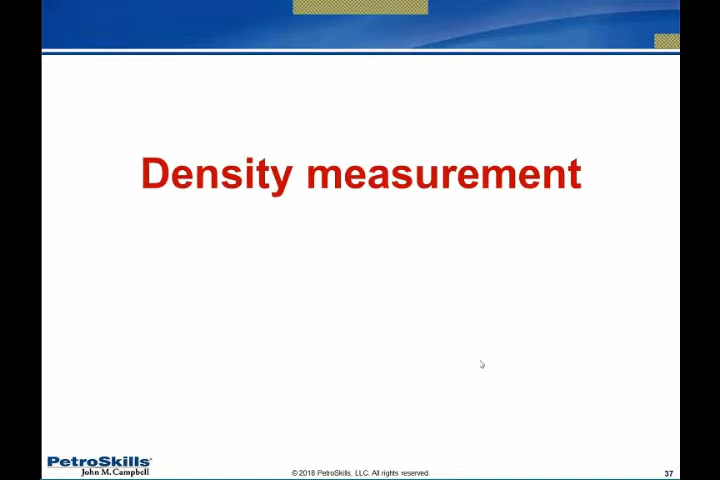 Density measurement
PetroSkills®
John M. Campbell
© 2018 PetroSkills, LLC. All rights reserved.
37